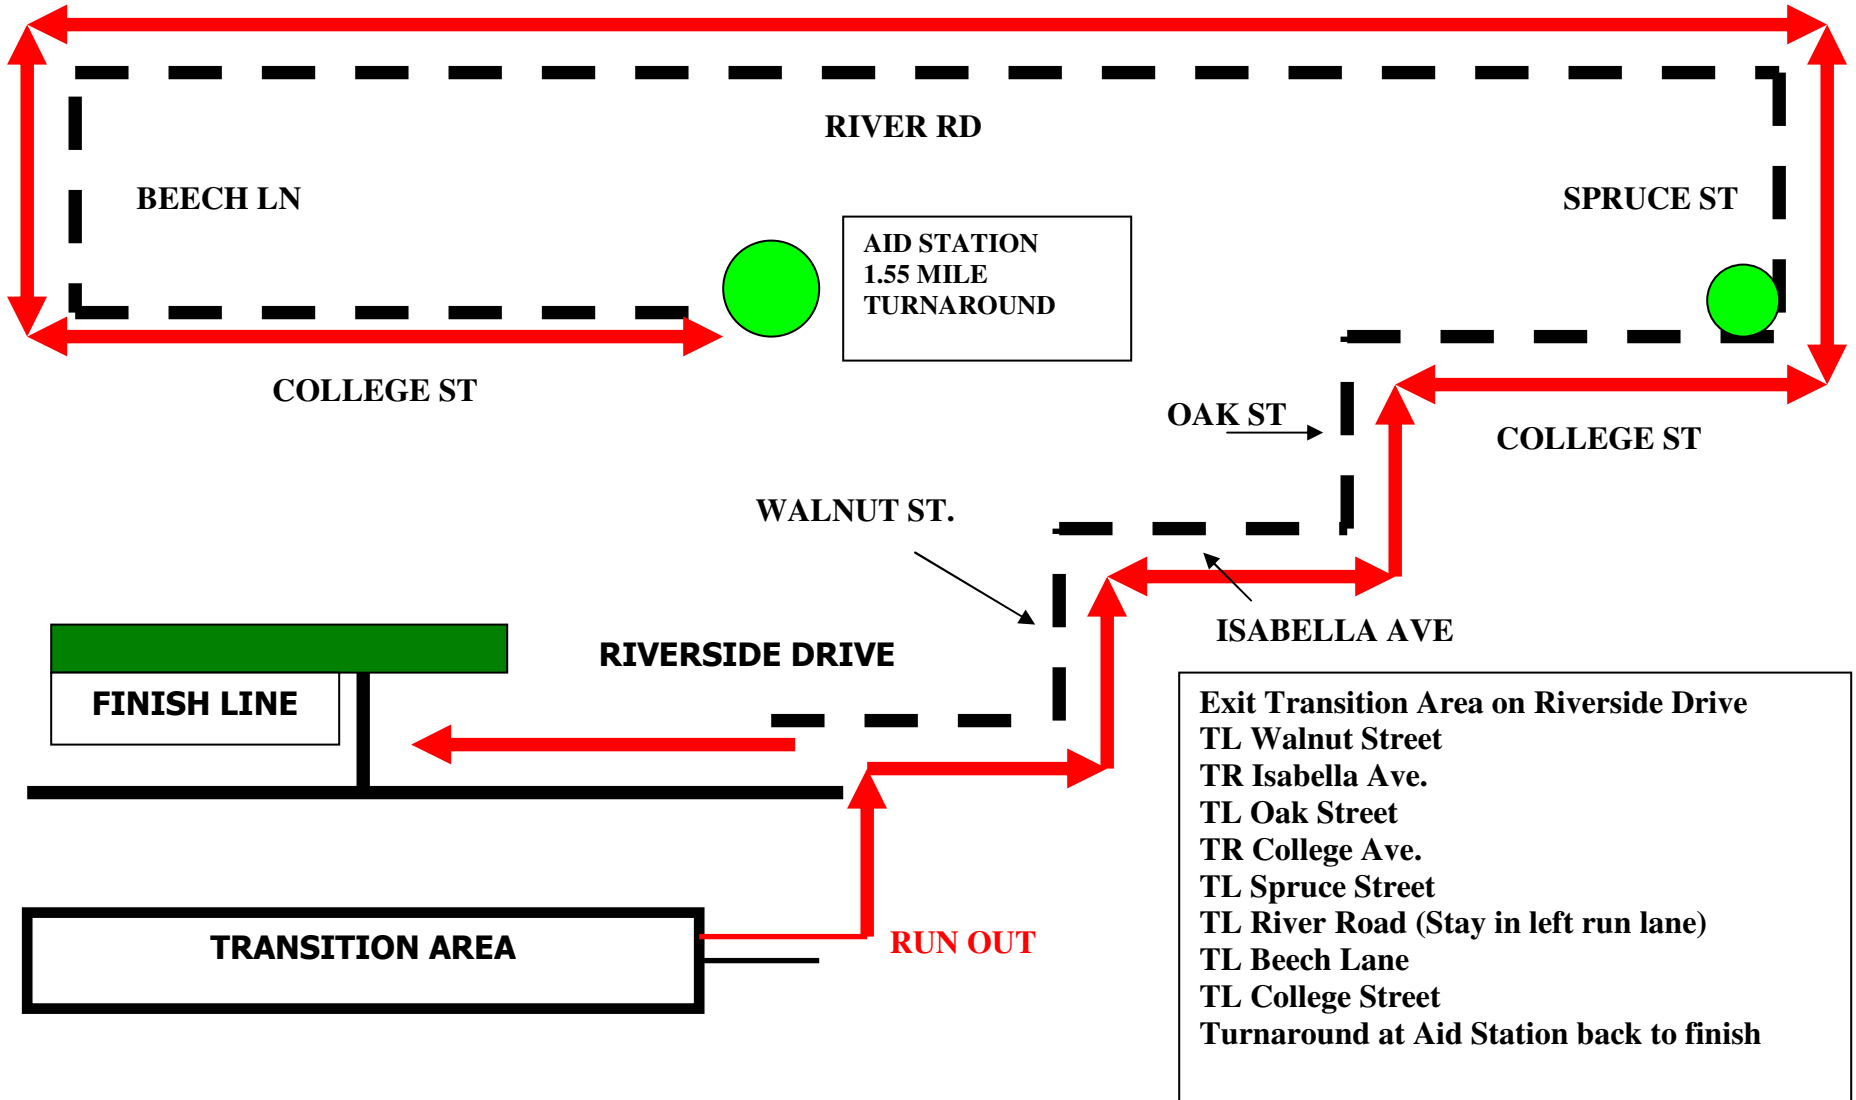 RIVER RD
BEECH LN
SPRUCE ST
AID STATION
1.55 MILE
TURNAROUND
COLLEGE ST
OAK ST
COLLEGE ST
WALNUT ST.
ISABELLA AVE
RIVERSIDE DRIVE
FINISH LINE
Exit Transition Area on Riverside Drive
TL Walnut Street
TR Isabella Ave.
TL Oak Street
TR College Ave.
TL Spruce Street
TL River Road (Stay in left run lane)
TL Beech Lane
TL College Street
Turnaround at Aid Station back to finish
TRANSITION AREA
RUN OUT